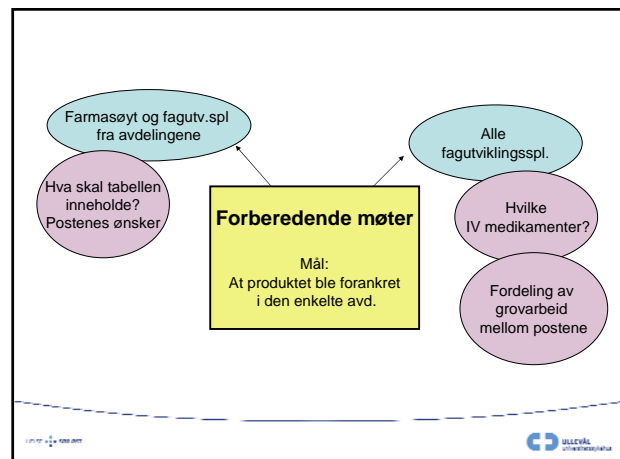 Farmasøyt og fagutv.spl
fra avdelingene
Hva skal tabellen
inneholde?
Postenes ønsker
Forberedende møter
Mål:
At produktet ble forankret
i den enkelte avd.
Alle
fagutviklingsspl.
Hvilke
IV medikamenter?
Fordeling av
grovarbeid
mellom postene
ULLEVÅL
universitetssykehus